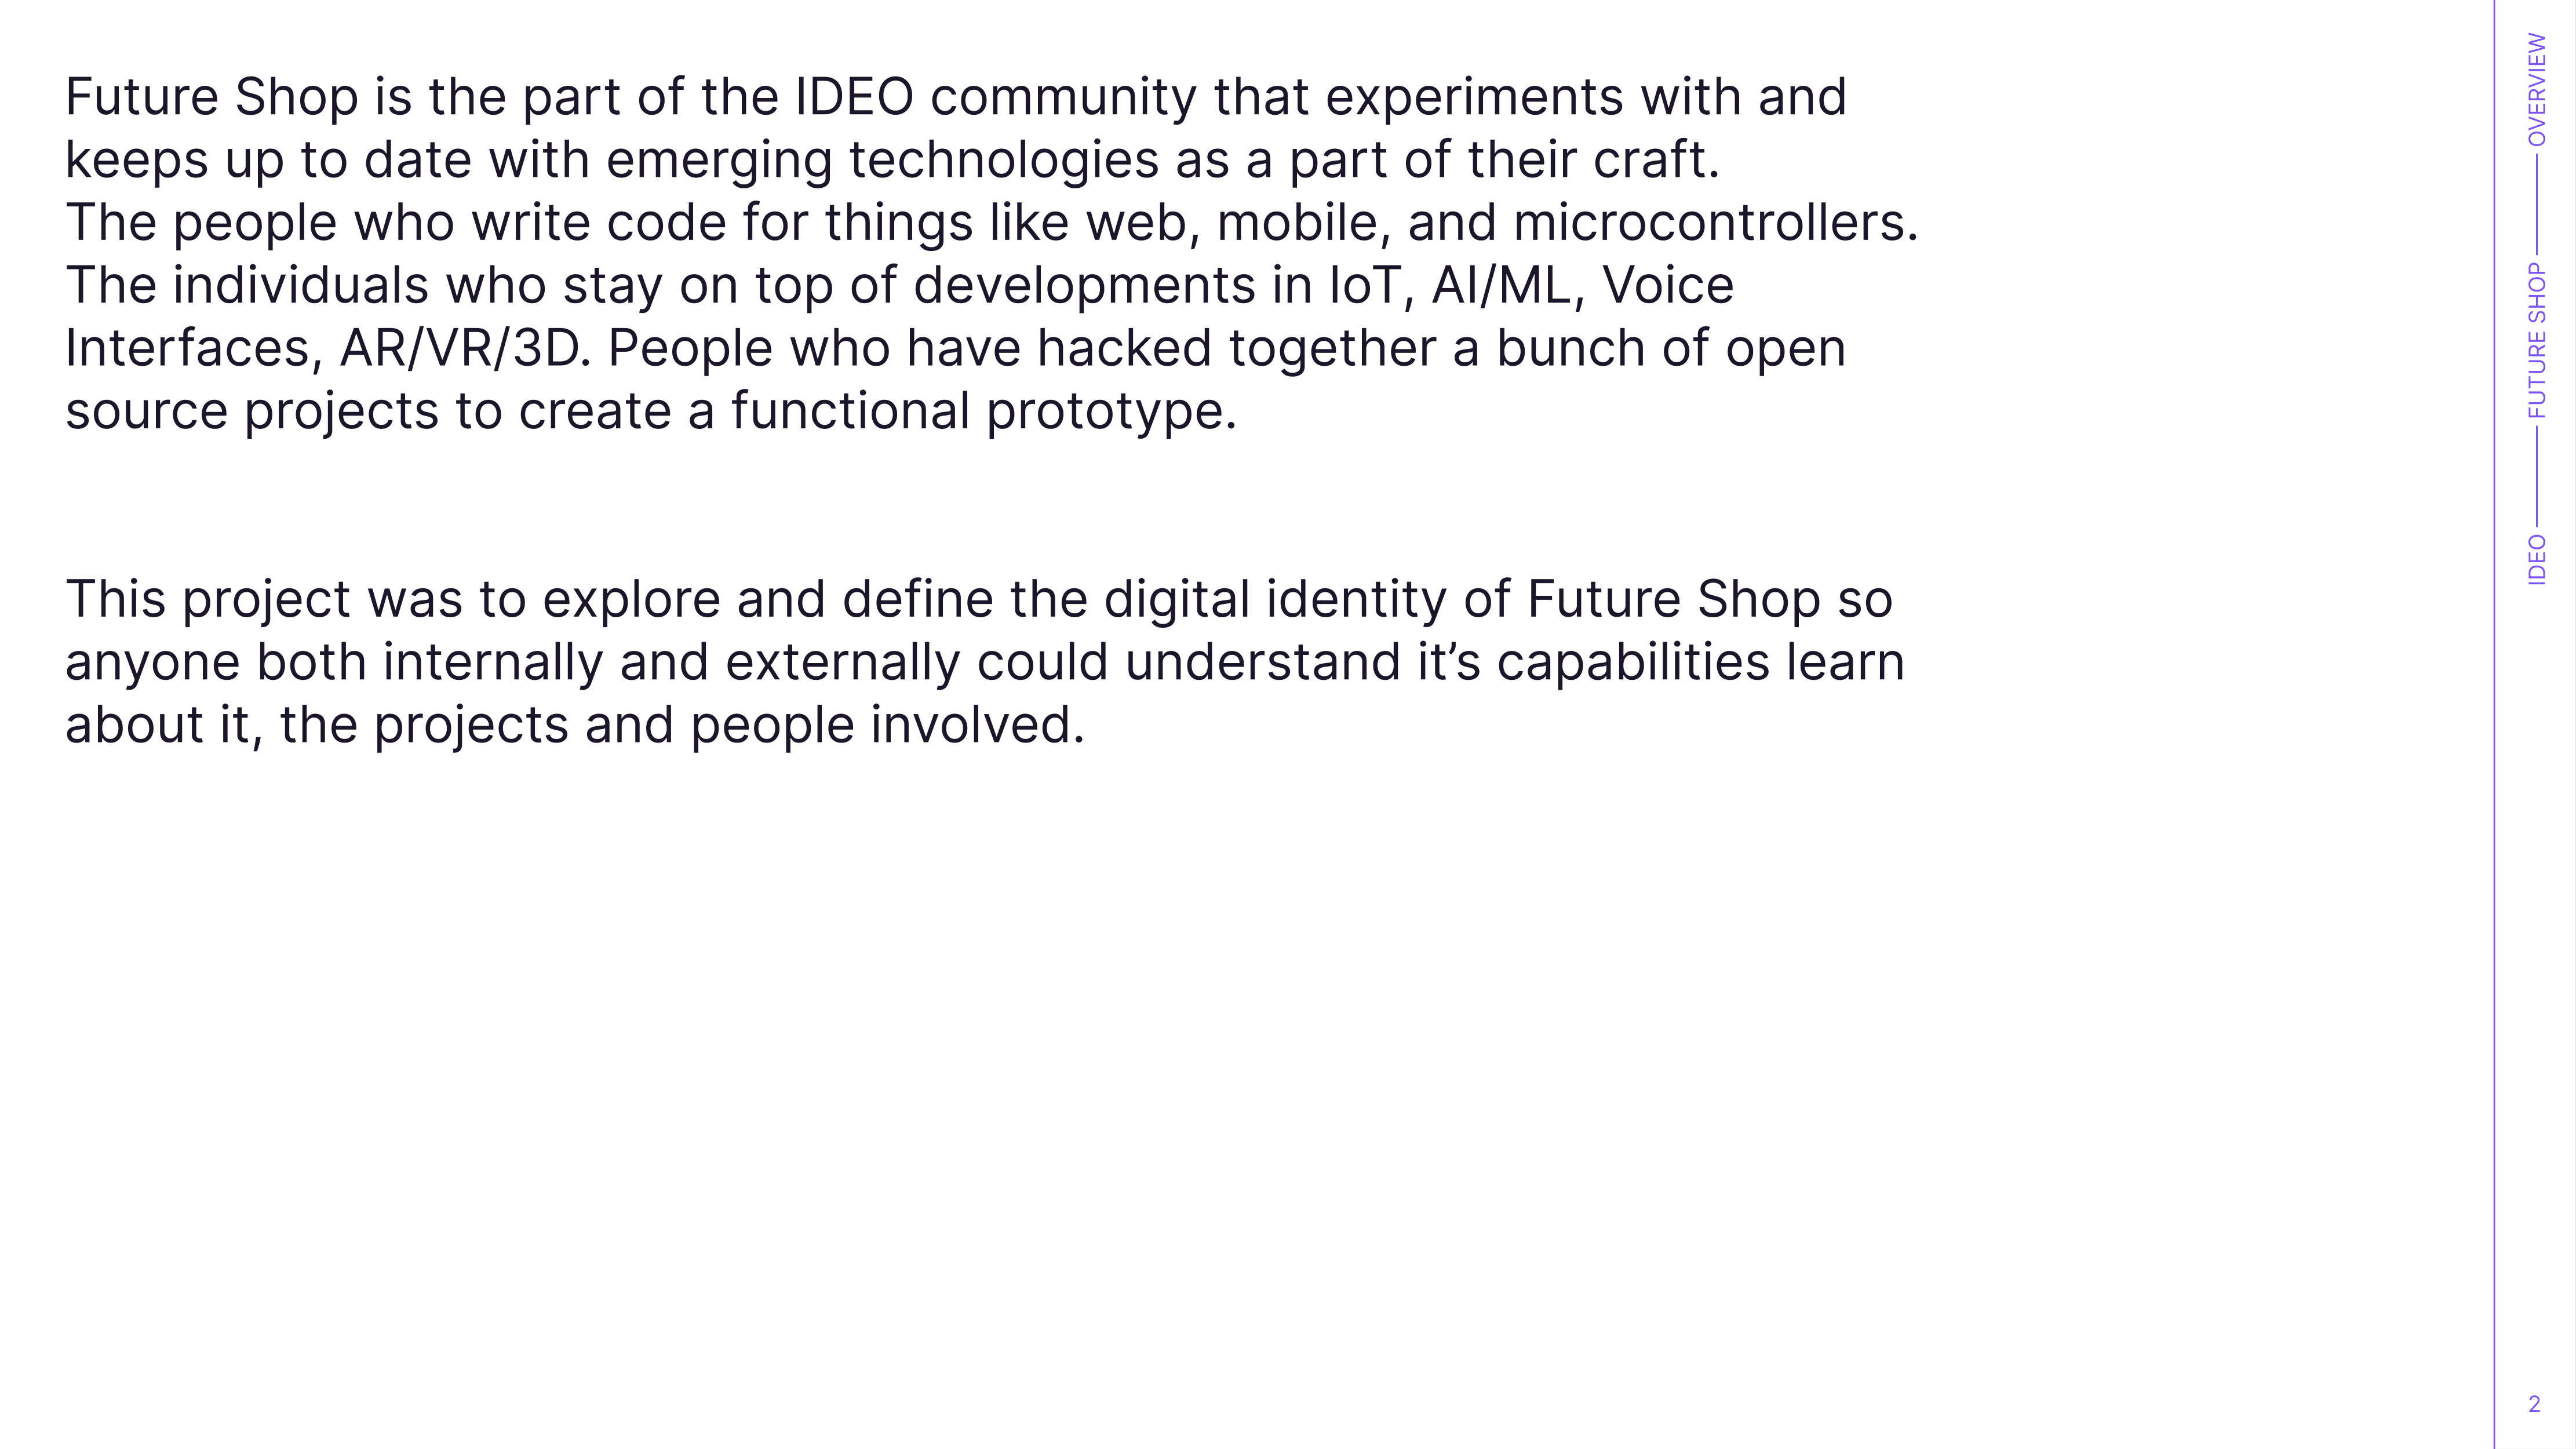 Future Shop is the part of the IDEO community that experiments with and
keeps up to date with emerging technologies as a part of their craft.
The people who write code for things like web, mobile, and microcontrollers.
The individuals who stay on top of developments in IoT, AI/ML, Voice
Interfaces, AR/VR/3D. People who have hacked together a bunch of open
source projects to create a functional prototype.
This project was to explore and define the digital identity of Future Shop so
anyone both internally and externally could understand it’s capabilities learn
about it, the projects and people involved.
IDEO —— FUTURE SHOP —— OVERVIEW
2